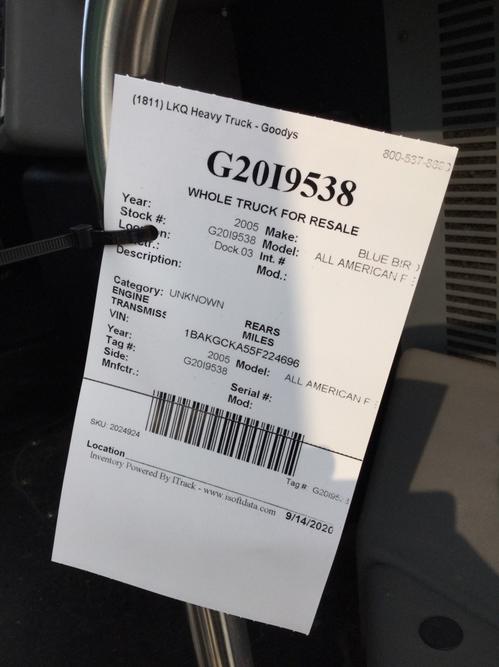 (1811) LKQ Heavy Truck - Goodys
G20I9538
WHOLE TRUCK FOR RESALE
Year: 2005 Make: BLUE BIRD
Stock #: G20I9538 Model: ALL AMERICAN F
Dock.03 Int. #
Mod.:
Description:
Category: UNKNOWN
ENGINE REARS
TRANSMISS MILES
VIN: 1BAKGCKA55F224696
Year: 2005 Model: ALL AMERICAN F
Tag #: G20I9538
Side: Serial #:
Mnfctr.: Mod:
SKU: 2024924
Tag #
Location
Inventory Powered By ITrack - www.isoftdata.com 9/14/2020